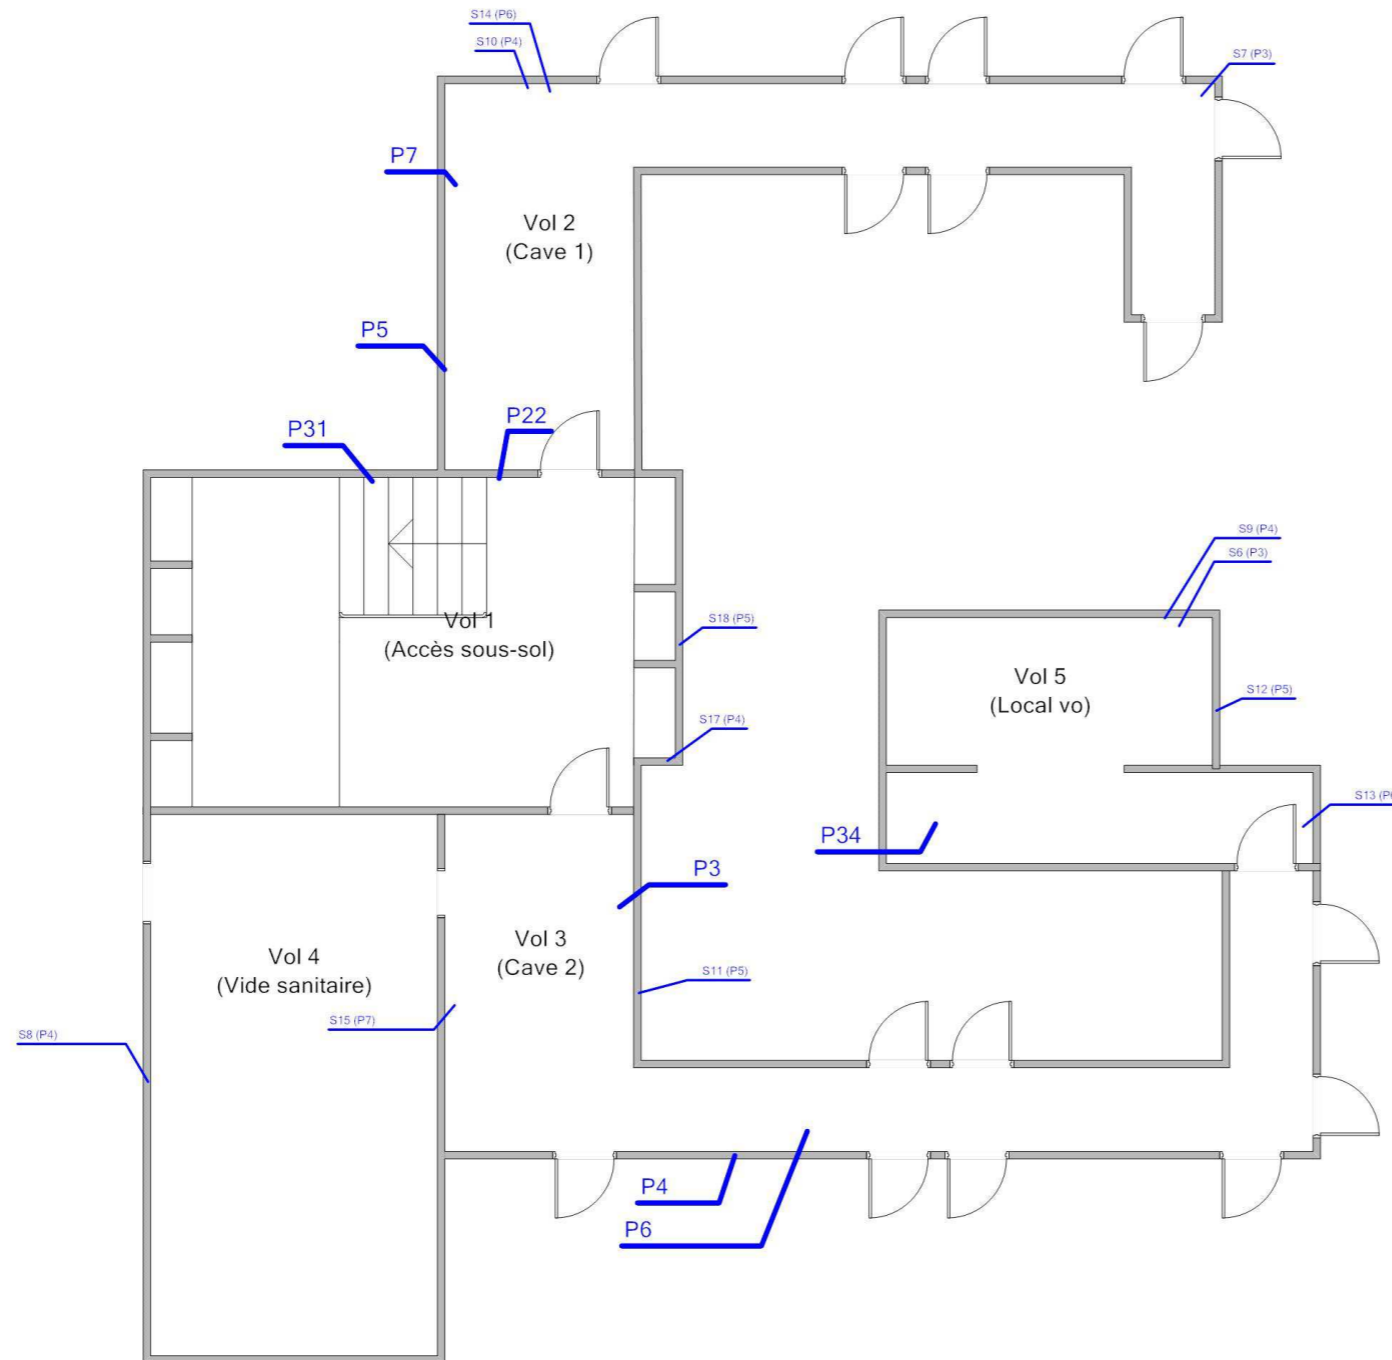 S14 (P6)
S10 (P4)
S7 (P3)
P7
Vol 2
(Cave 1)
P5
P31
P22
S9 (P4)
S6 (P3)
Vol 1
(Accès sous-sol)
S18 (P5)
Vol 5
(Local vo)
S12 (P5)
S17 (P4)
S13 (P6
P34
P3
Vol 3
(Cave 2)
Vol 4
(Vide sanitaire)
S11 (P5)
S15 (P7)
S8 (P4)
P4
P6